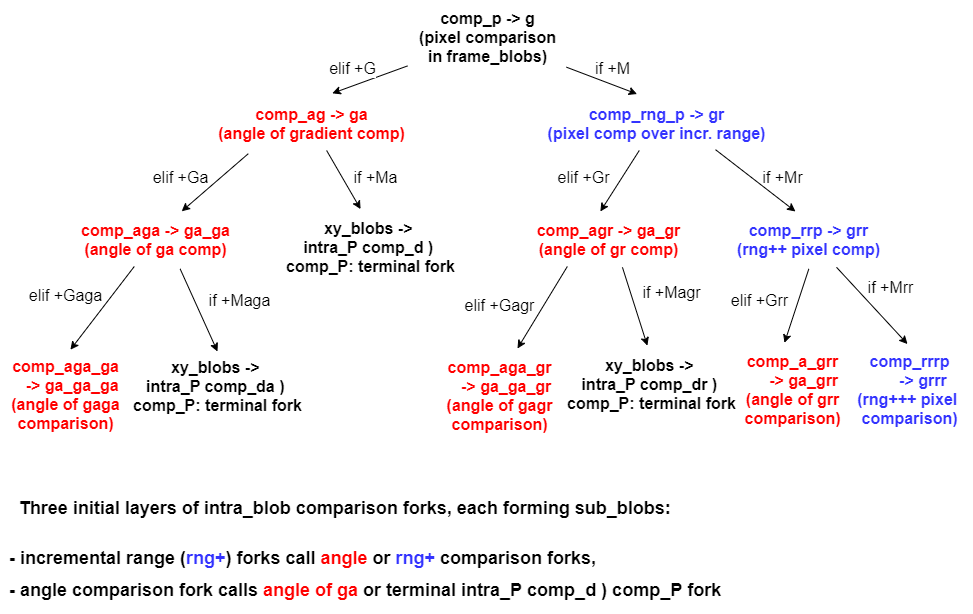 comp_p -> g
(pixel comparison
in frame_blobs)
elif +G
if +M
comp_ag -> ga
(angle of gradient comp)
comp_rng_p -> gr
(pixel comp over incr. range)
elif +Ga
if +Ma
elif +Gr
if +Mr
comp_aga -> ga_ga
(angle of ga comp)
xy_blobs ->
intra_P comp_d )
comp_P: terminal fork
comp_agr -> ga_gr
(angle of gr comp)
comp_rrp -> grr
(rng++ pixel comp)
elif +Gaga
if +Maga
elif +Gagr
if +Magr
elif +Grr
if +Mrr
comp_aga_ga
-> ga_ga_ga
(angle of gaga
comparison)
xy_blobs ->
intra_P comp_da )
comp_P: terminal fork
comp_aga_gr
-> ga_ga_gr
(angle of gagr
comparison)
xy_blobs ->
intra_P comp_dr )
comp_P: terminal fork
comp_a_grr
-> ga_grr
(angle of grr
comparison)
comp_rrrp
-> grrr
(rng+++ pixel
comparison)
Three initial layers of intra_blob comparison forks, each forming sub_blobs:
- incremental range (rng+) forks call angle or rng+ comparison forks,
- angle comparison fork calls angle of ga or terminal intra_P comp_d ) comp_P fork